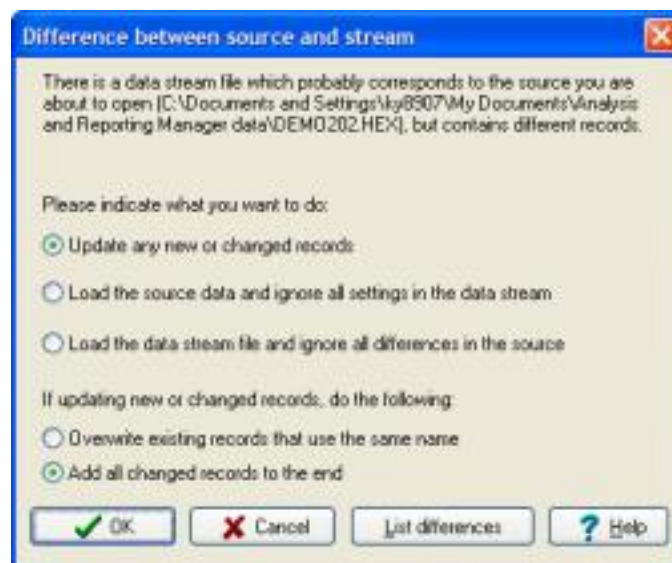 Difference between source and stream
There is a data stream file which probably corresponds to the source you are
about to open (C:\Documents and Settings\ky8907\My Documents\Analysis
and Reporting Manager data\DEMO202.HEX), but contains different records.
Please indicate what you want to do:
Update any new or changed records
Load the source data and ignore all settings in the data stream
Load the data stream file and ignore all differences in the source
If updating new or changed records, do the following:
Overwrite existing records that use the same name
Add all changed records to the end
OK Cancel List differences ? Help